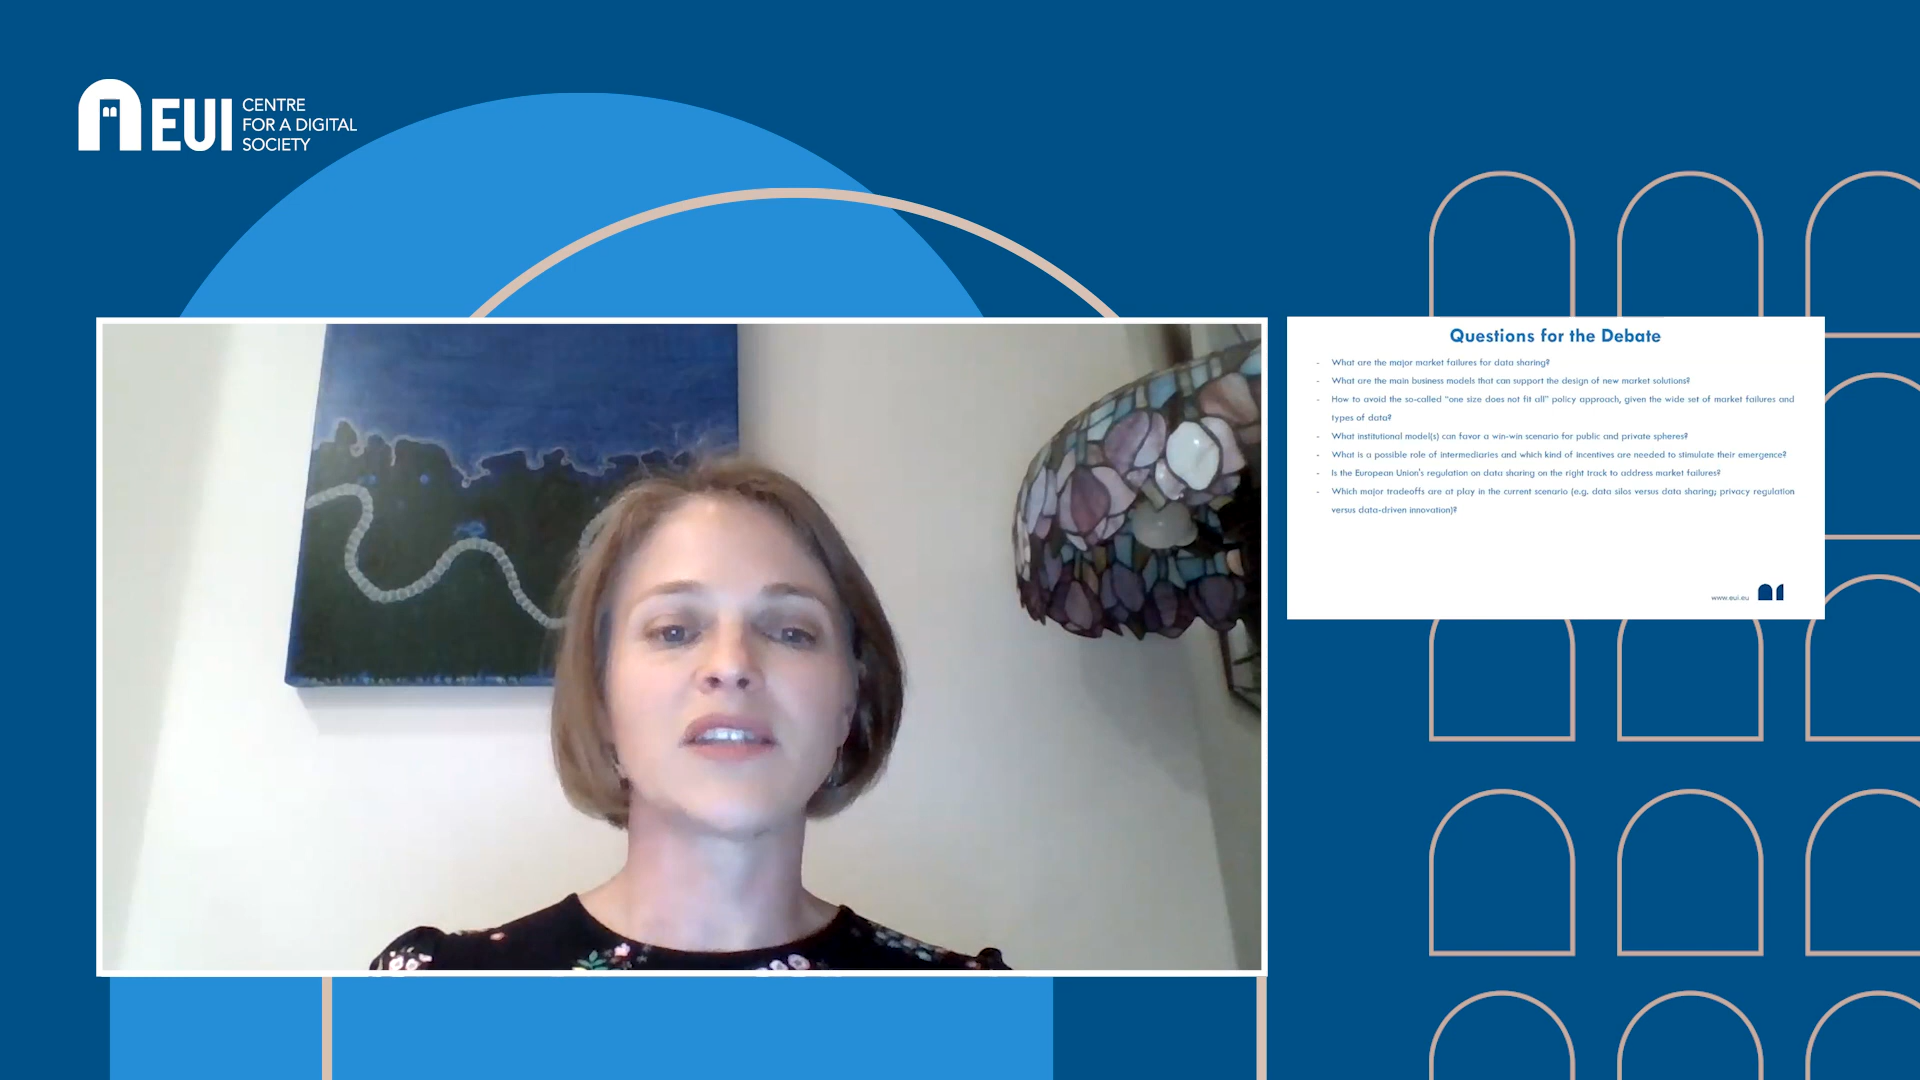 EUI
CENTRE
FOR A DIGITAL
SOCIETY
Questions for the Debate
- What are the major market failures for data sharing?
- What are the main business models that can support the design of new market solutions?
- How to avoid the so-called "one size does not fit all" policy approach, given the wide set of market failures and
types of data?
- What institutional model(s) can favor a win-win scenario for public and private spheres?
- What is a possible role of intermediaries and which kind of incentives are needed to stimulate their emergence?
- Is the European Union's regulation on data sharing on the right track to address market failures?
- Which major tradeoffs are at play in the current scenario (e.g. data silos versus data sharing; privacy regulation
versus data-driven innovation)?
www.eui.eu